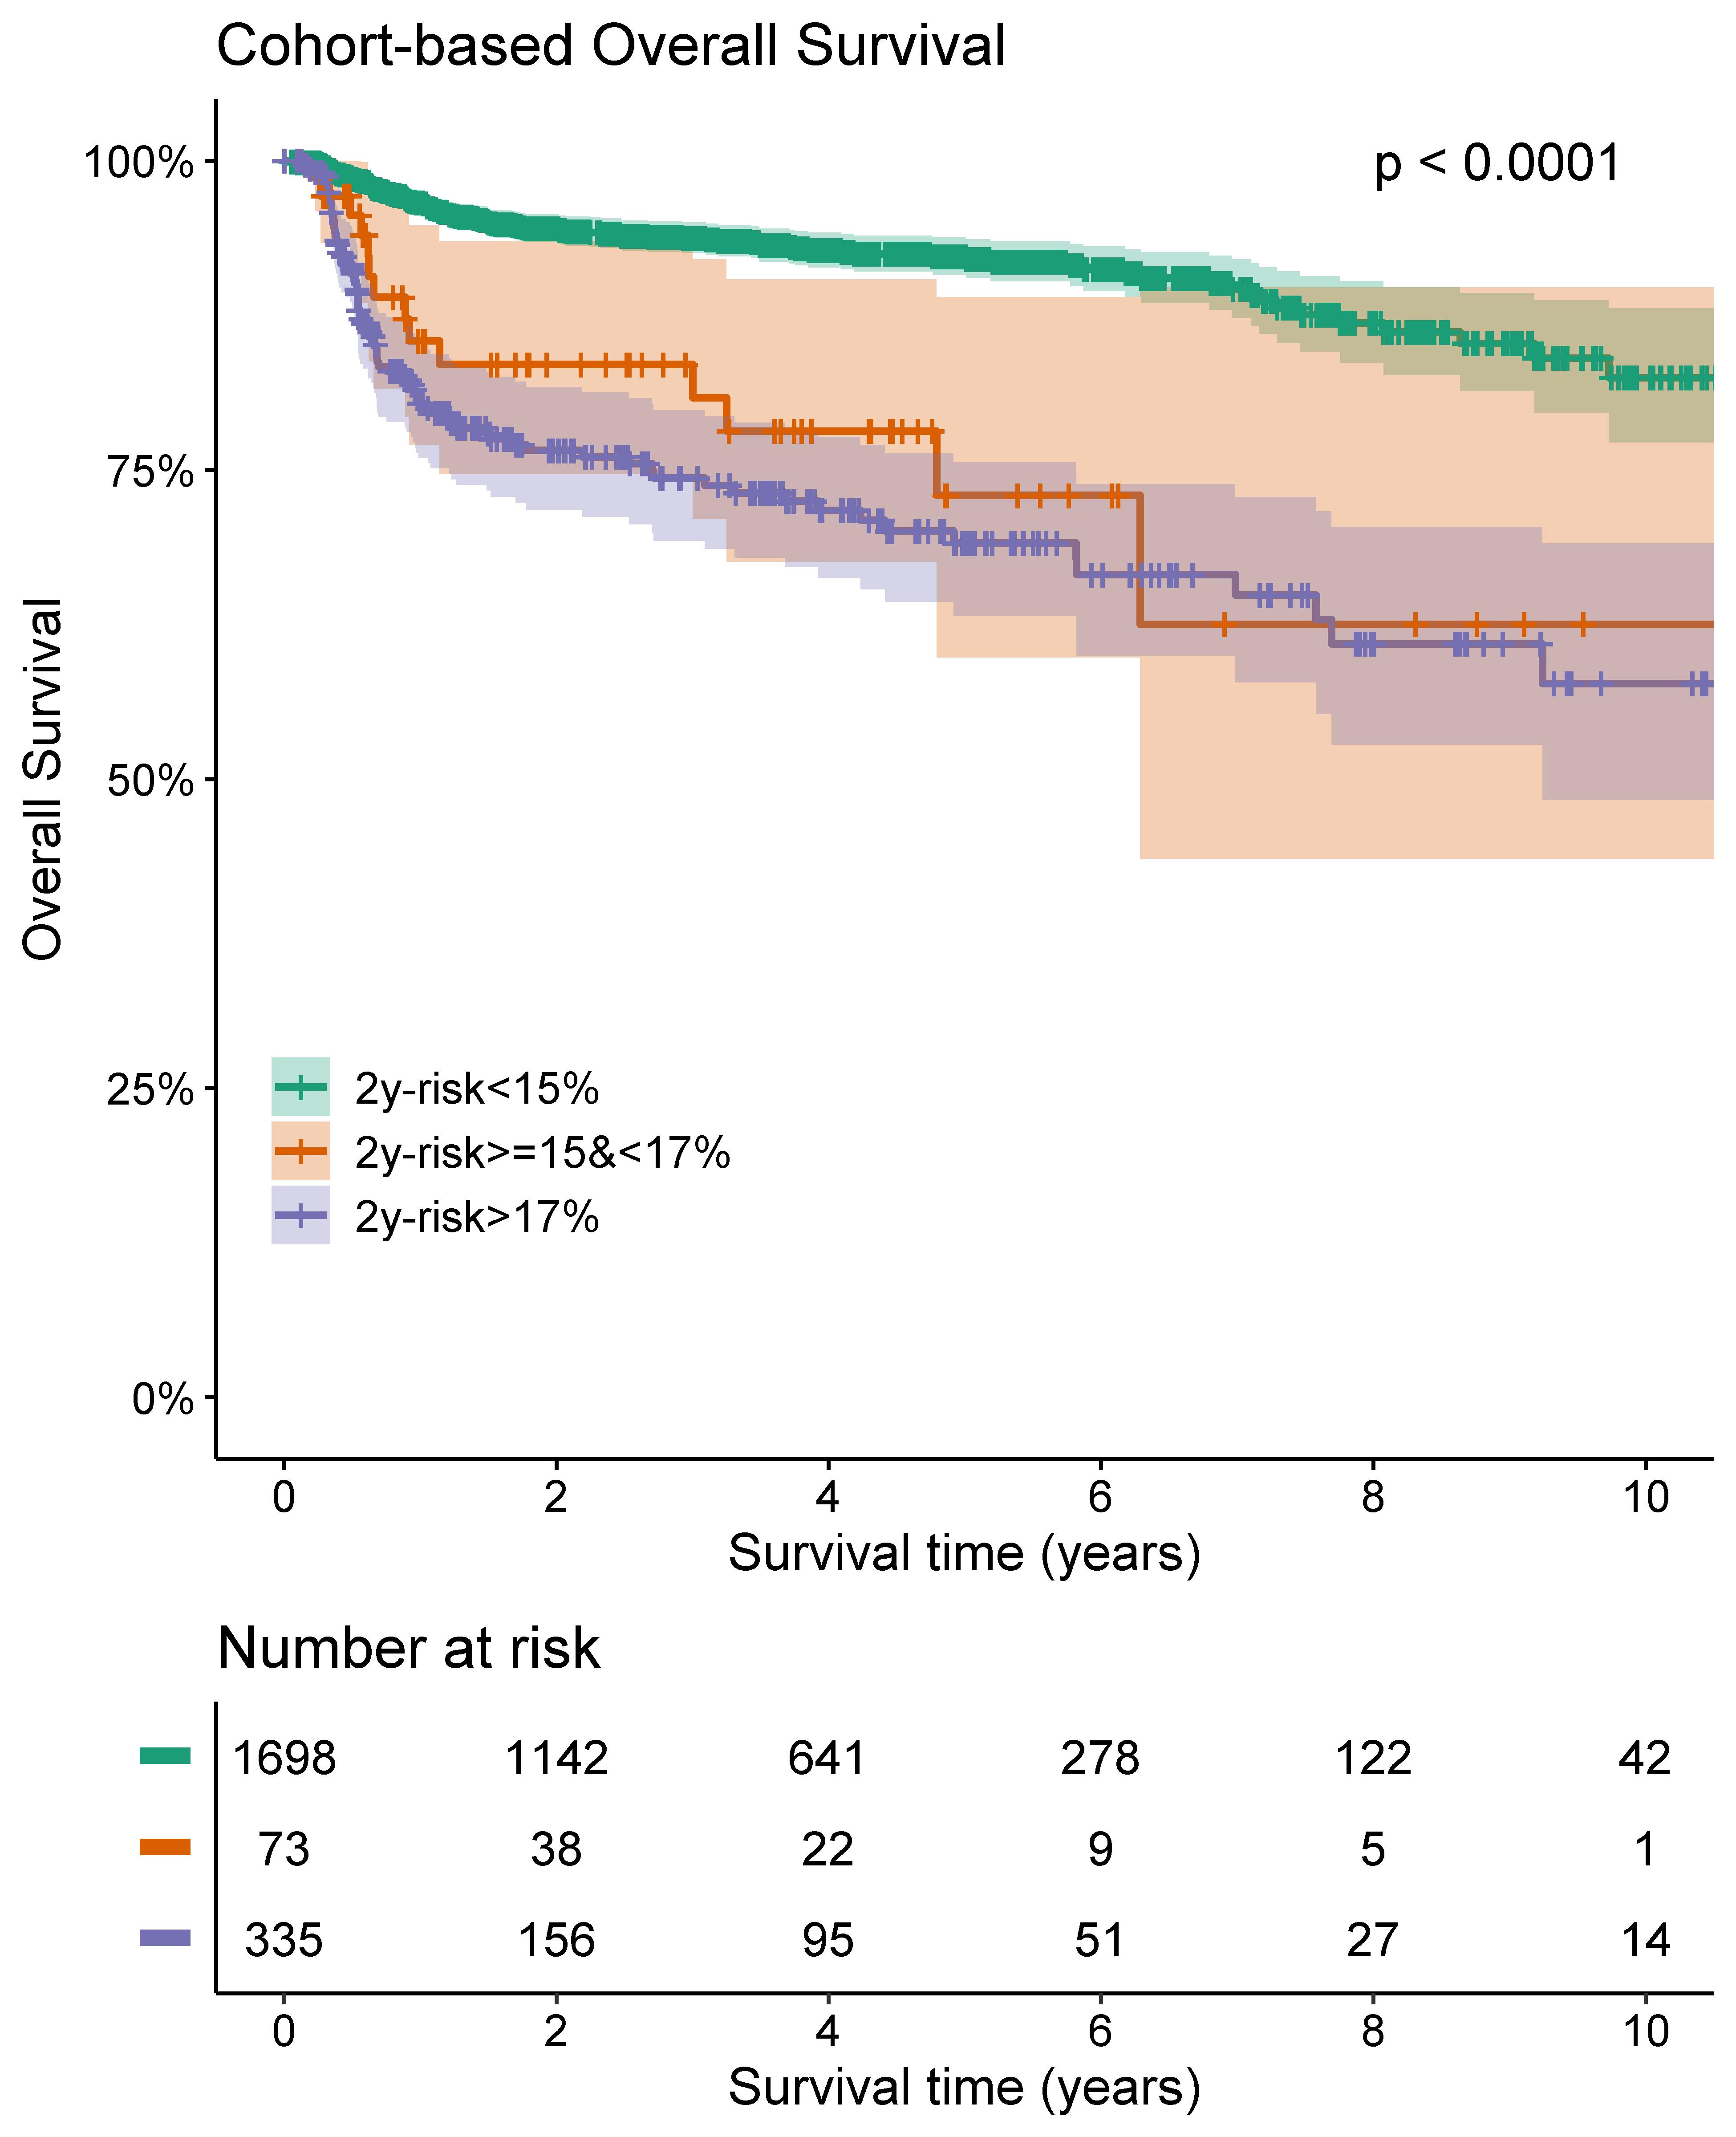 Cohort-based Overall Survival
p < 0.0001
100%
75%
50%
25%
0%
Overall Survival
2y-risk<15%
2y-risk>=15&<17%
2y-risk>17%
0 2 4 6 8 10
Survival time (years)
Number at risk
1698 1142 641 278 122 42
73 38 22 9 5 1
335 156 95 51 27 14
0 2 4 6 8 10
Survival time (years)